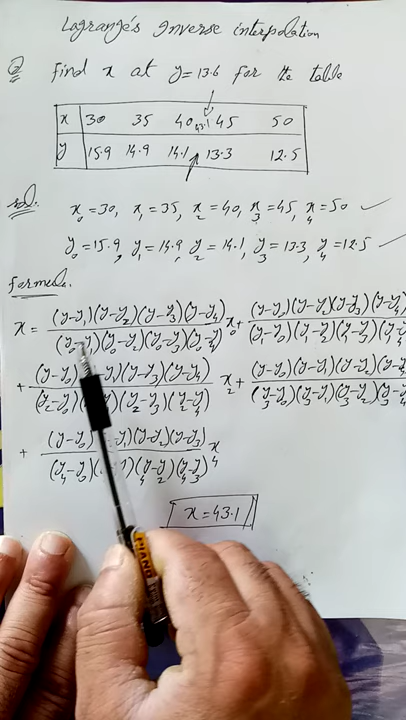 Lagrange's Inverse interpolation
Q Find x at y=13.6 for the table
x 30 35 40 43.1 45 50
y 15.9 14.9 14.1 13.3 12.5
sol. x₀=30, x₁=35, x₂=40, x₃=45, x₄=50
y₀=15.9, y₁=14.9, y₂=14.1, y₃=13.3, y₄=12.5
formula.
x = (y-y₁)(y-y₂)(y-y₃)(y-y₄) x₀ + (y-y₀)(y-y₂)(y-y₃)(y-y₄)
(y₀-y₁)(y₀-y₂)(y₀-y₃)(y₀-y₄) (y₁-y₀)(y₁-y₂)(y₁-y₃)(y₁-y₄
+ (y-y₀)(y-y₁)(y-y₃)(y-y₄) x₂ + (y-y₀)(y-y₁)(y-y₂)(y-y₄)
(y₂-y₀) (y₂-y₃)(y₂-y₄) (y₃-y₀)(y₃-y₁)(y₃-y₂)(y₃-y₄
+ (y-y₀) (y-y₂)(y-y₃) x₄
(y₄-y₀) (y₄-y₂)(y₄-y₃)
x=43.1
PIANO